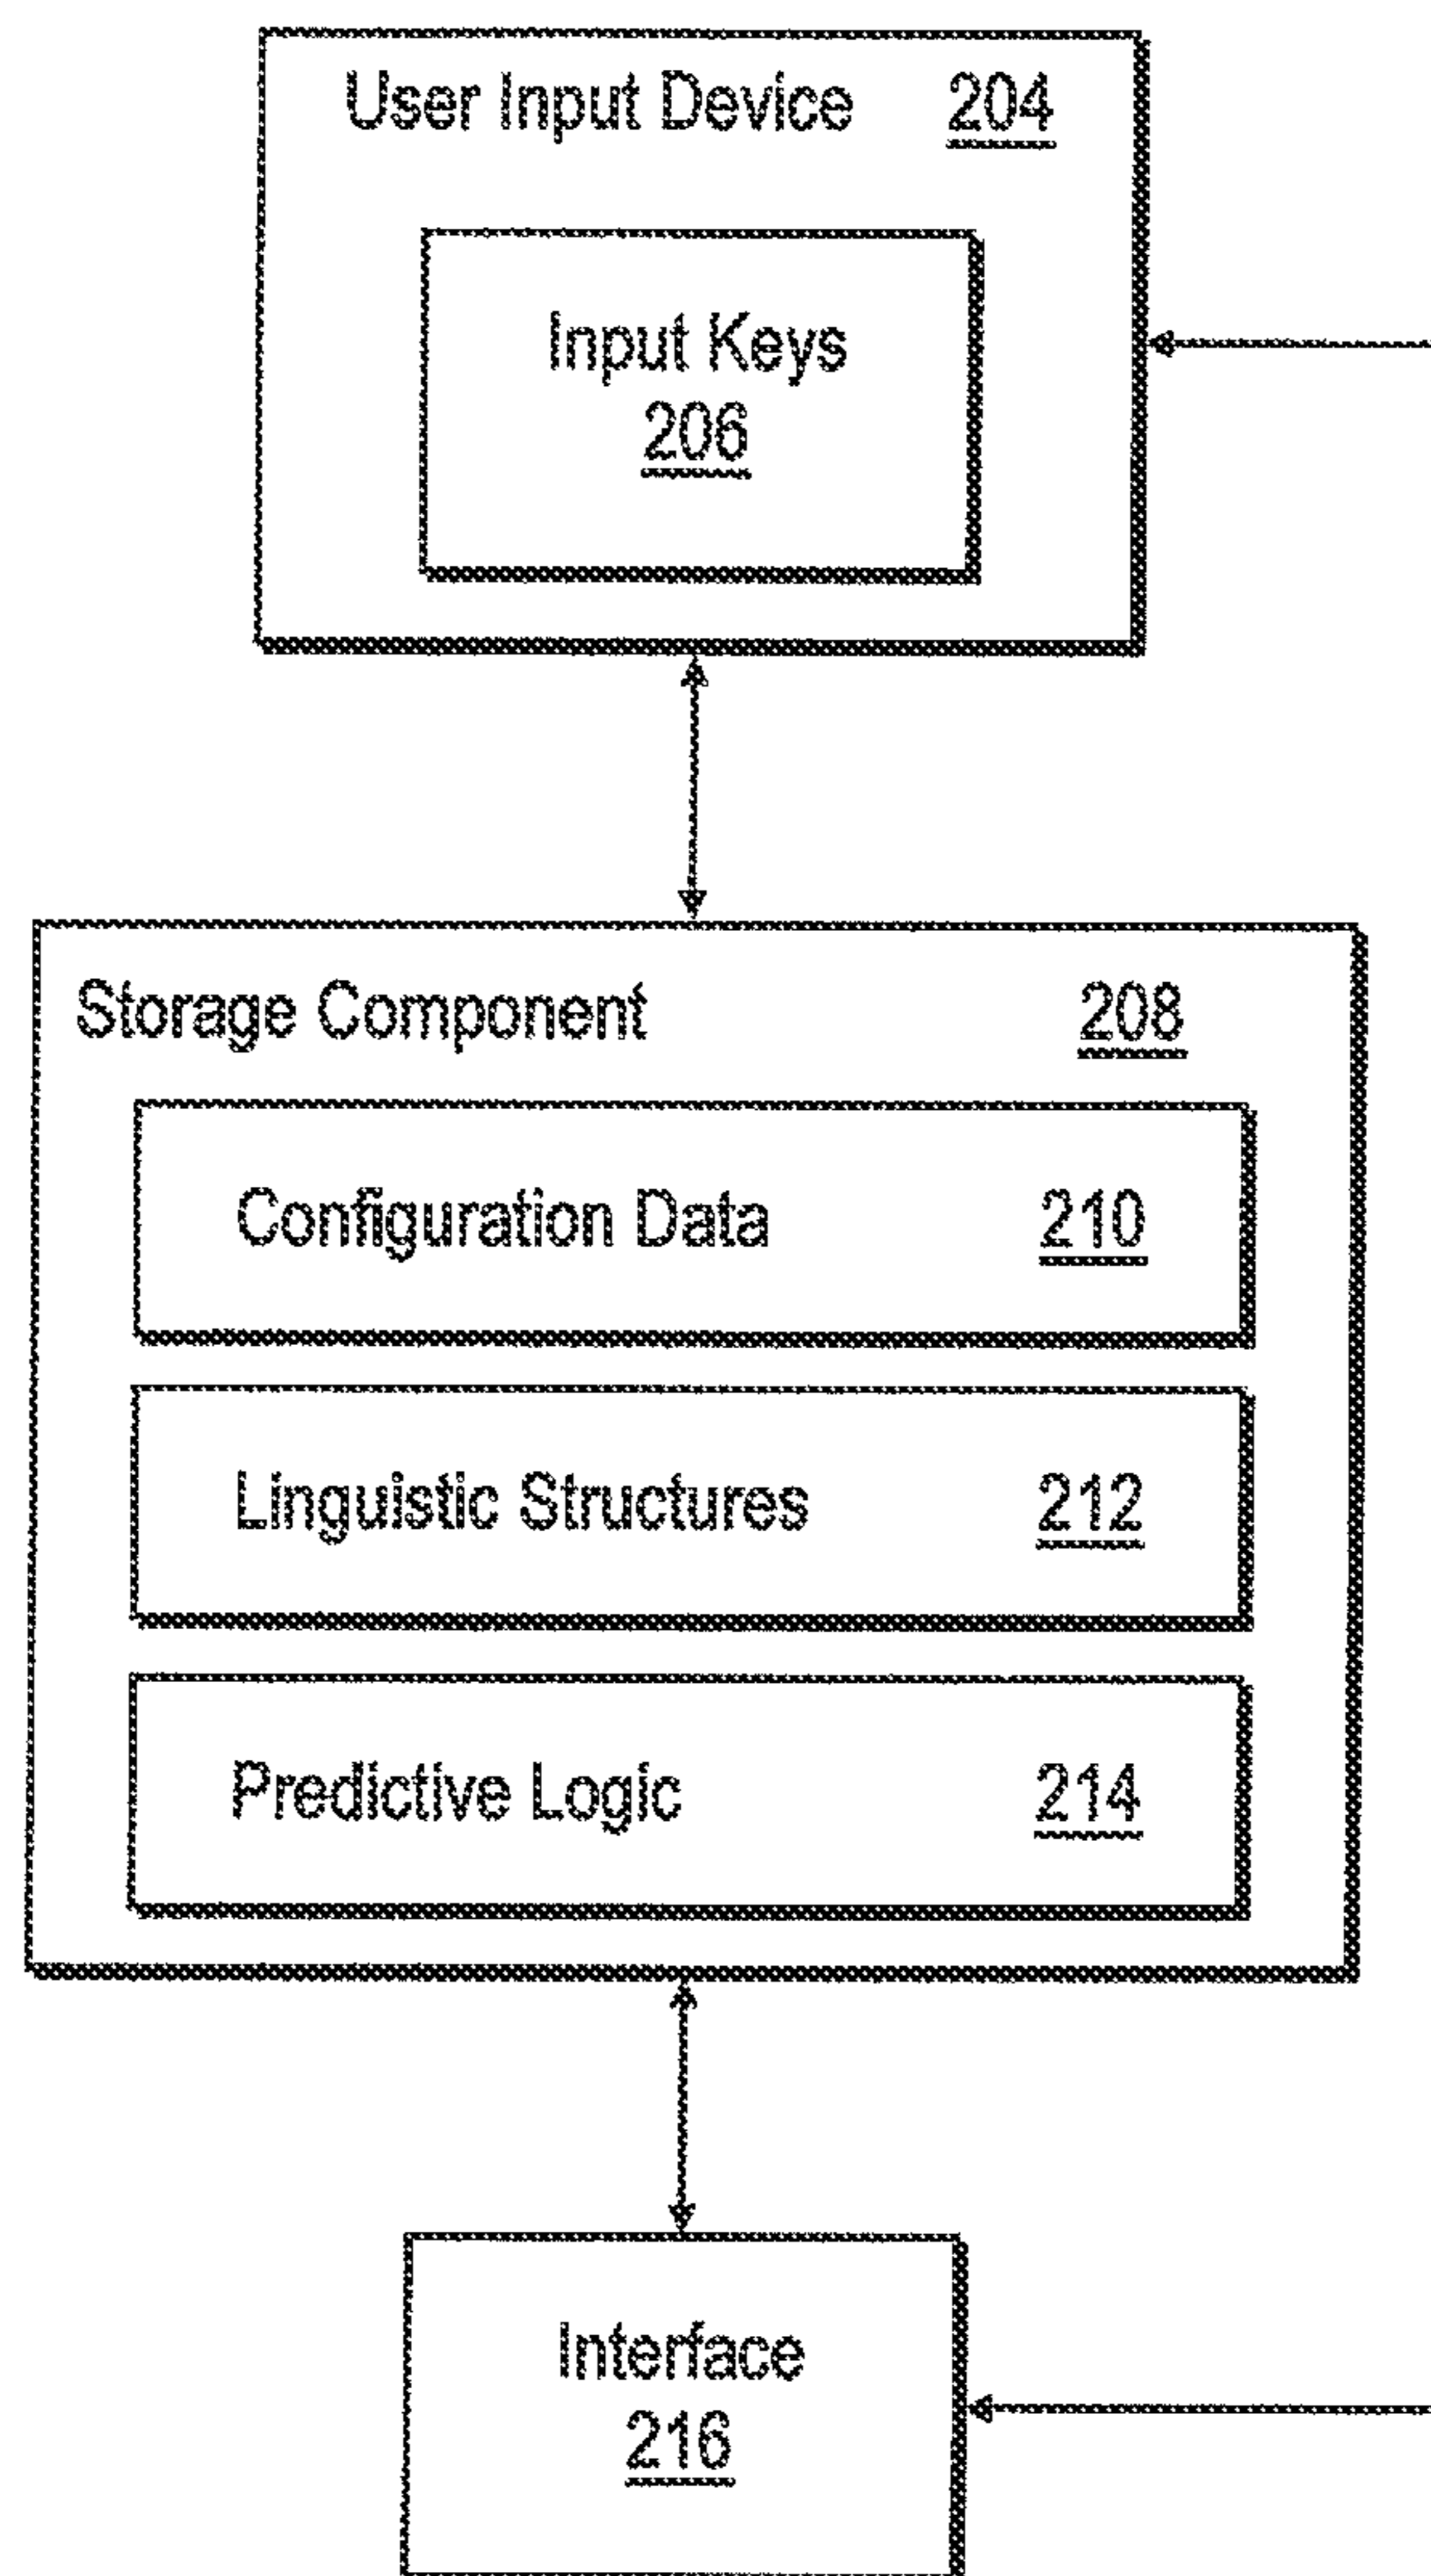 User Input Device 204
Input Keys
206
Storage Component 208
Configuration Data 210
Linguistic Structures 212
Predictive Logic 214
Interface
216